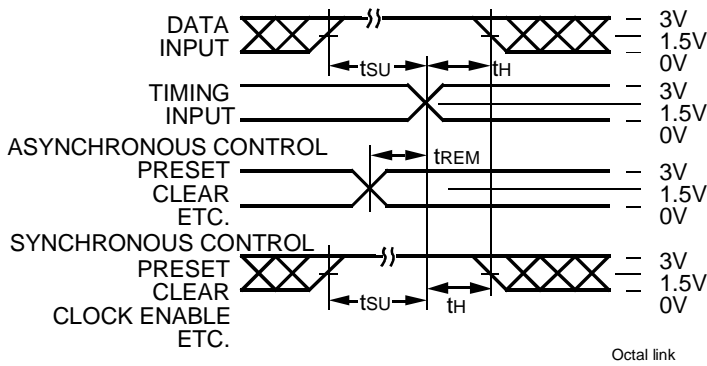 DATA
INPUT
3V
1.5V
0V
tSU
tH
TIMING
INPUT
3V
1.5V
0V
ASYNCHRONOUS CONTROL
PRESET
CLEAR
ETC.
tREM
3V
1.5V
0V
SYNCHRONOUS CONTROL
PRESET
CLEAR
CLOCK ENABLE
ETC.
3V
1.5V
0V
tSU
tH
Octal link